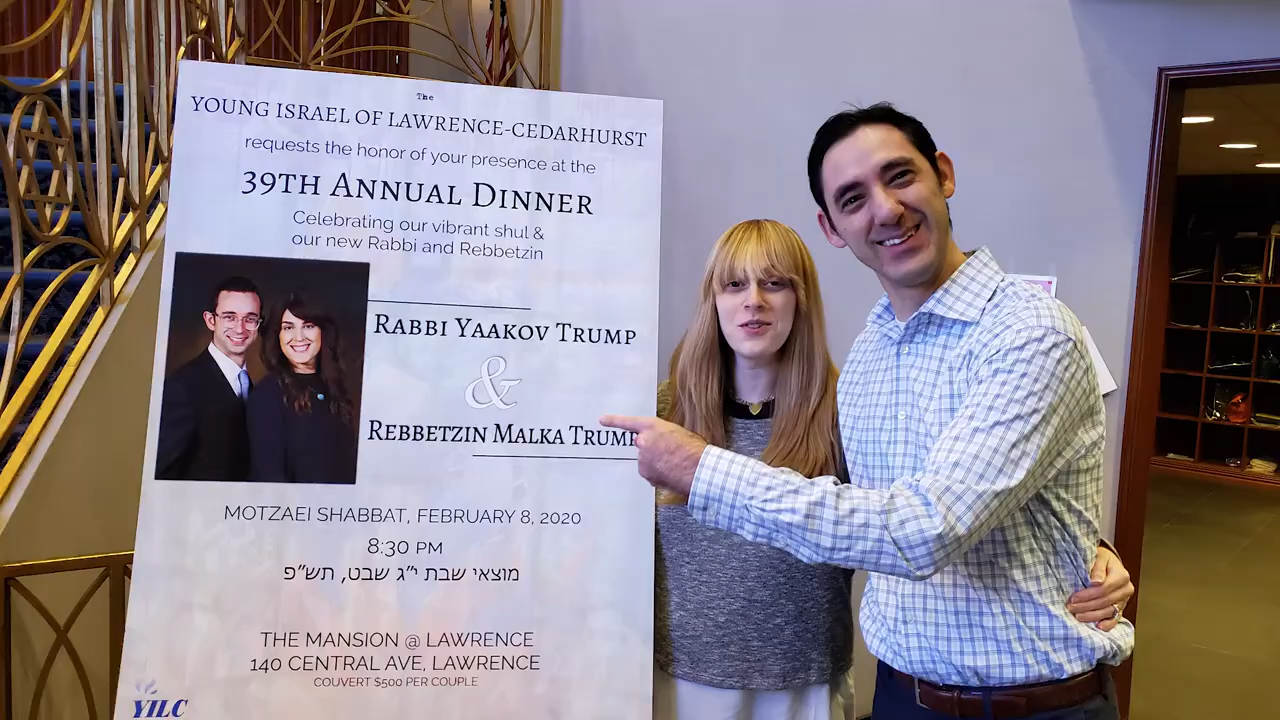 The
YOUNG ISRAEL OF LAWRENCE-CEDARHURST
requests the honor of your presence at the
39TH ANNUAL DINNER
Celebrating our vibrant shul &
our new Rabbi and Rebbetzin
RABBI YAAKOV TRUMP
&
REBBETZIN MALKA TRUMP
MOTZAEI SHABBAT, FEBRUARY 8, 2020
8:30 PM
מוצאי שבת י״ג שבט, תש״פ
THE MANSION @ LAWRENCE
140 CENTRAL AVE, LAWRENCE
COUVERT $500 PER COUPLE
YILC